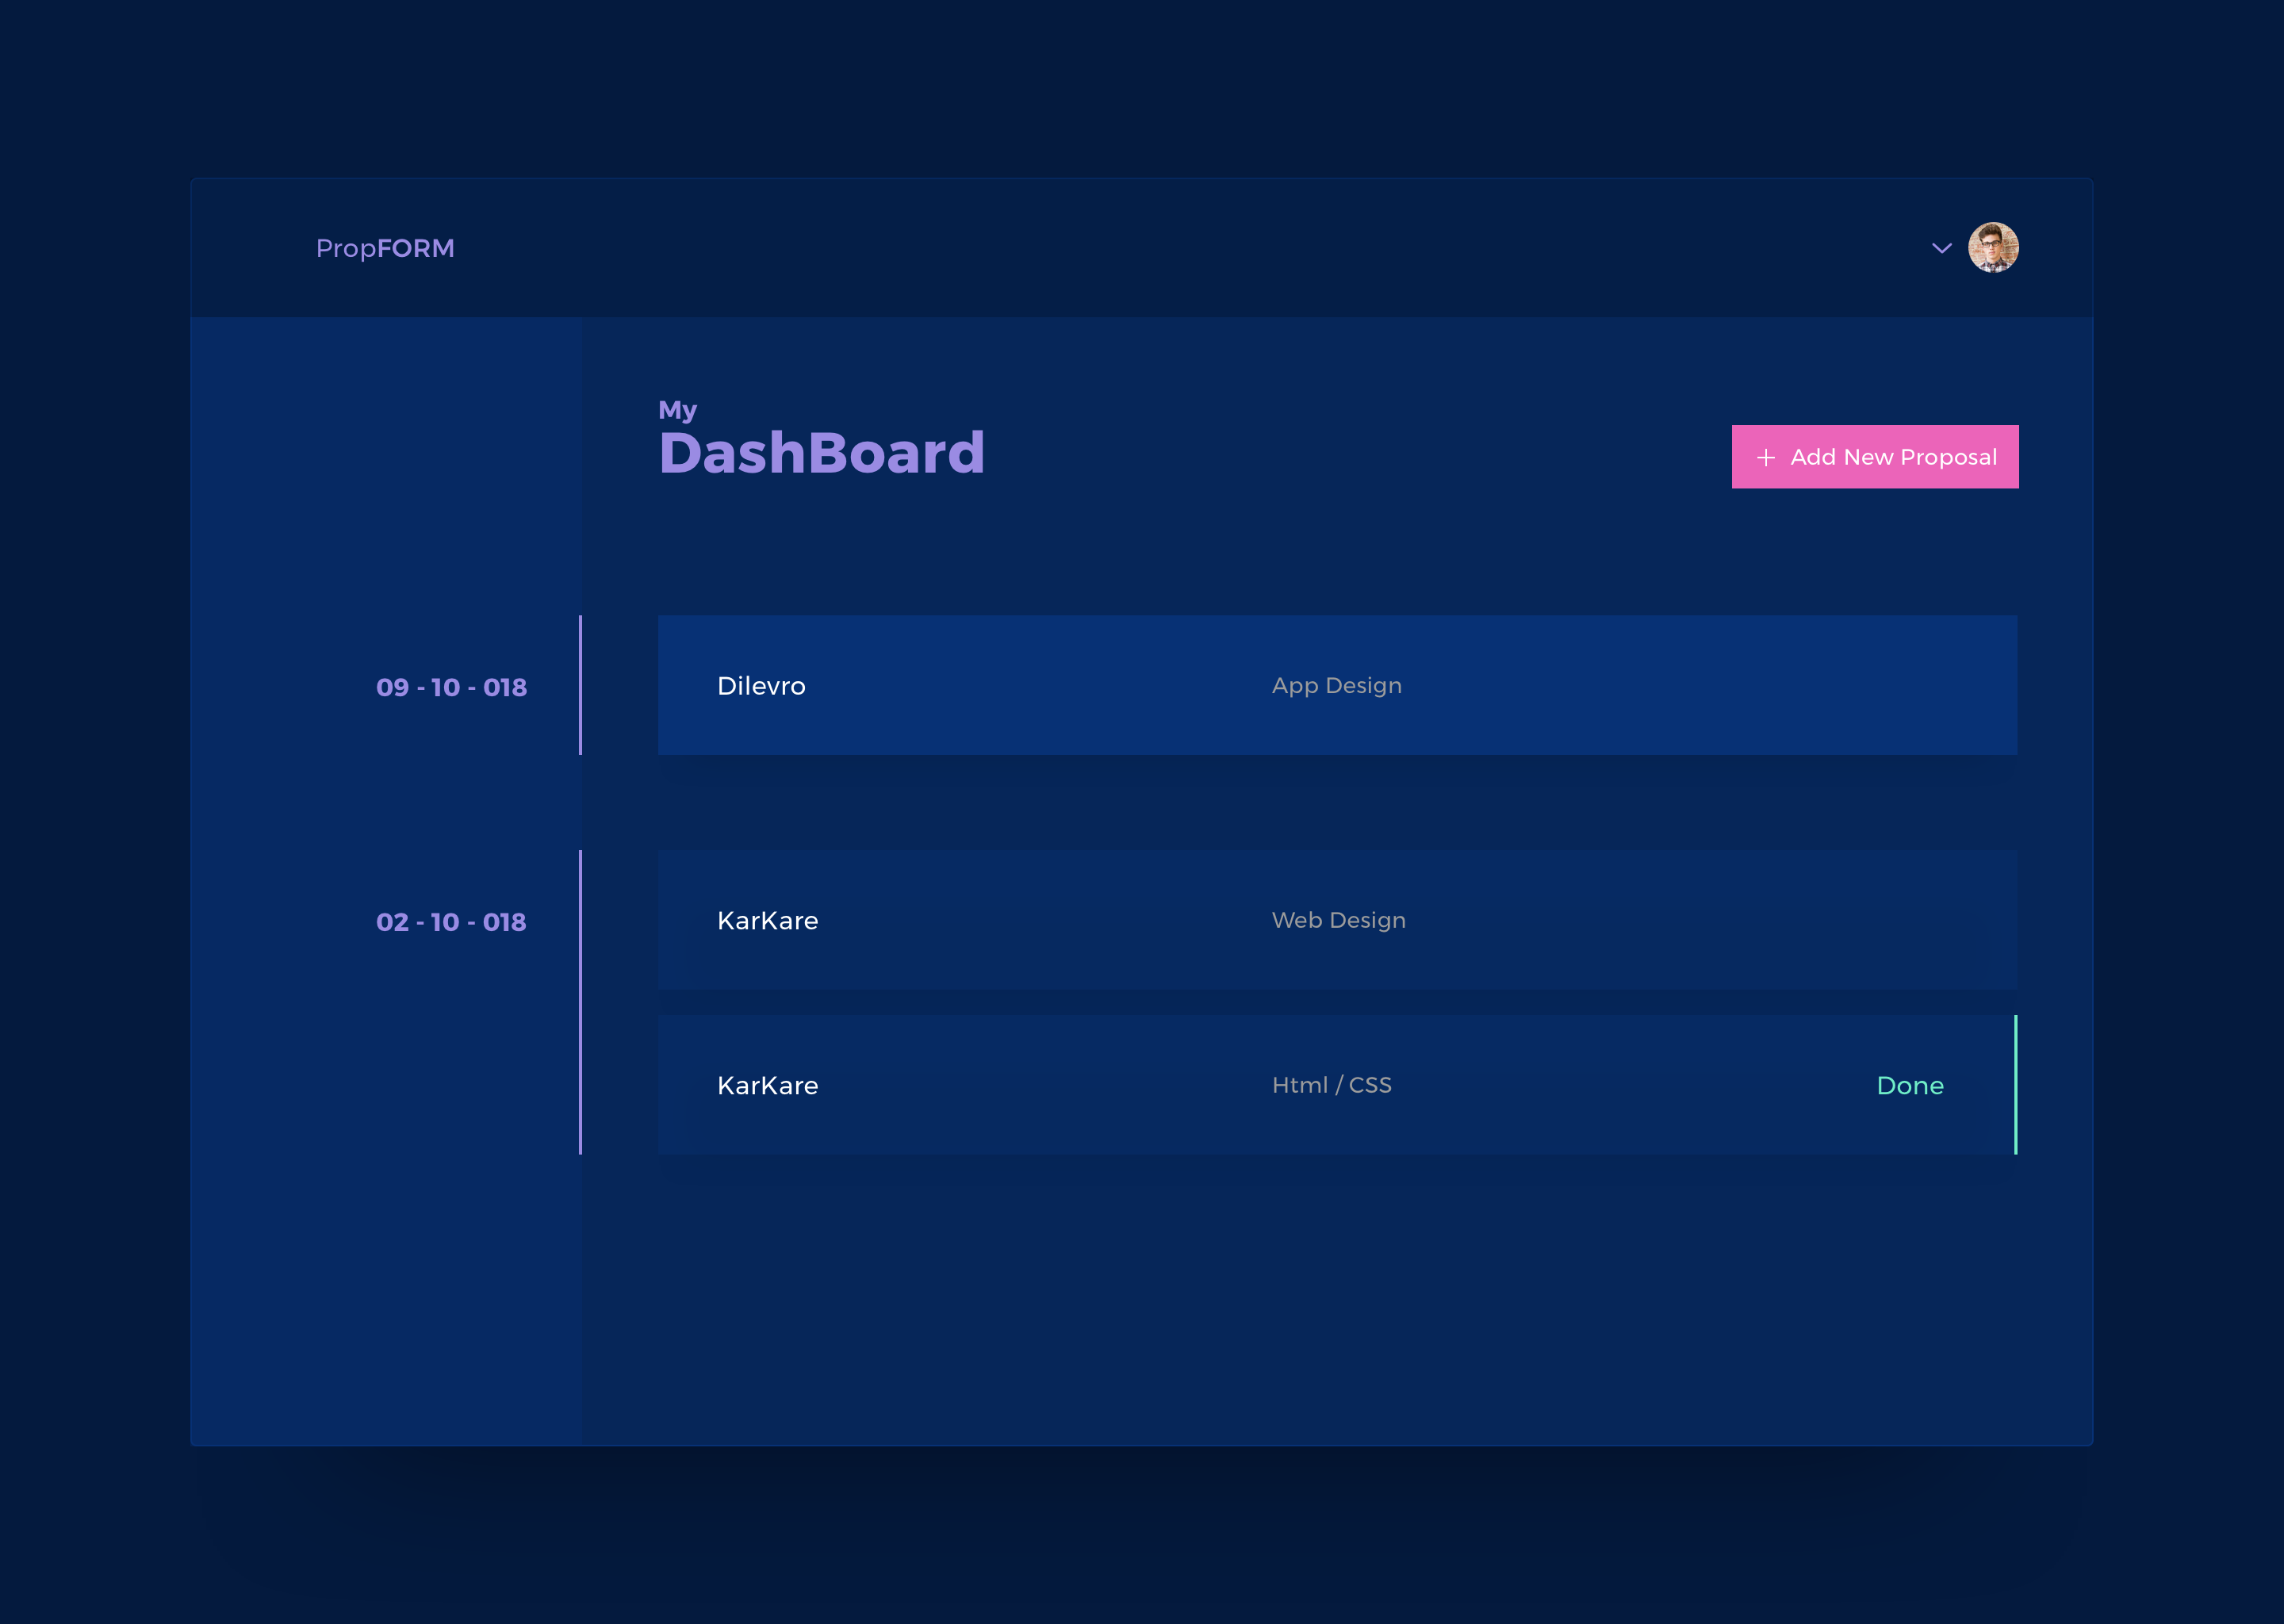 PropFORM
My
DashBoard
Add New Proposal
09 - 10 - 018
Dilevro
App Design
02 - 10 - 018
KarKare
Web Design
KarKare
Html / CSS
Done